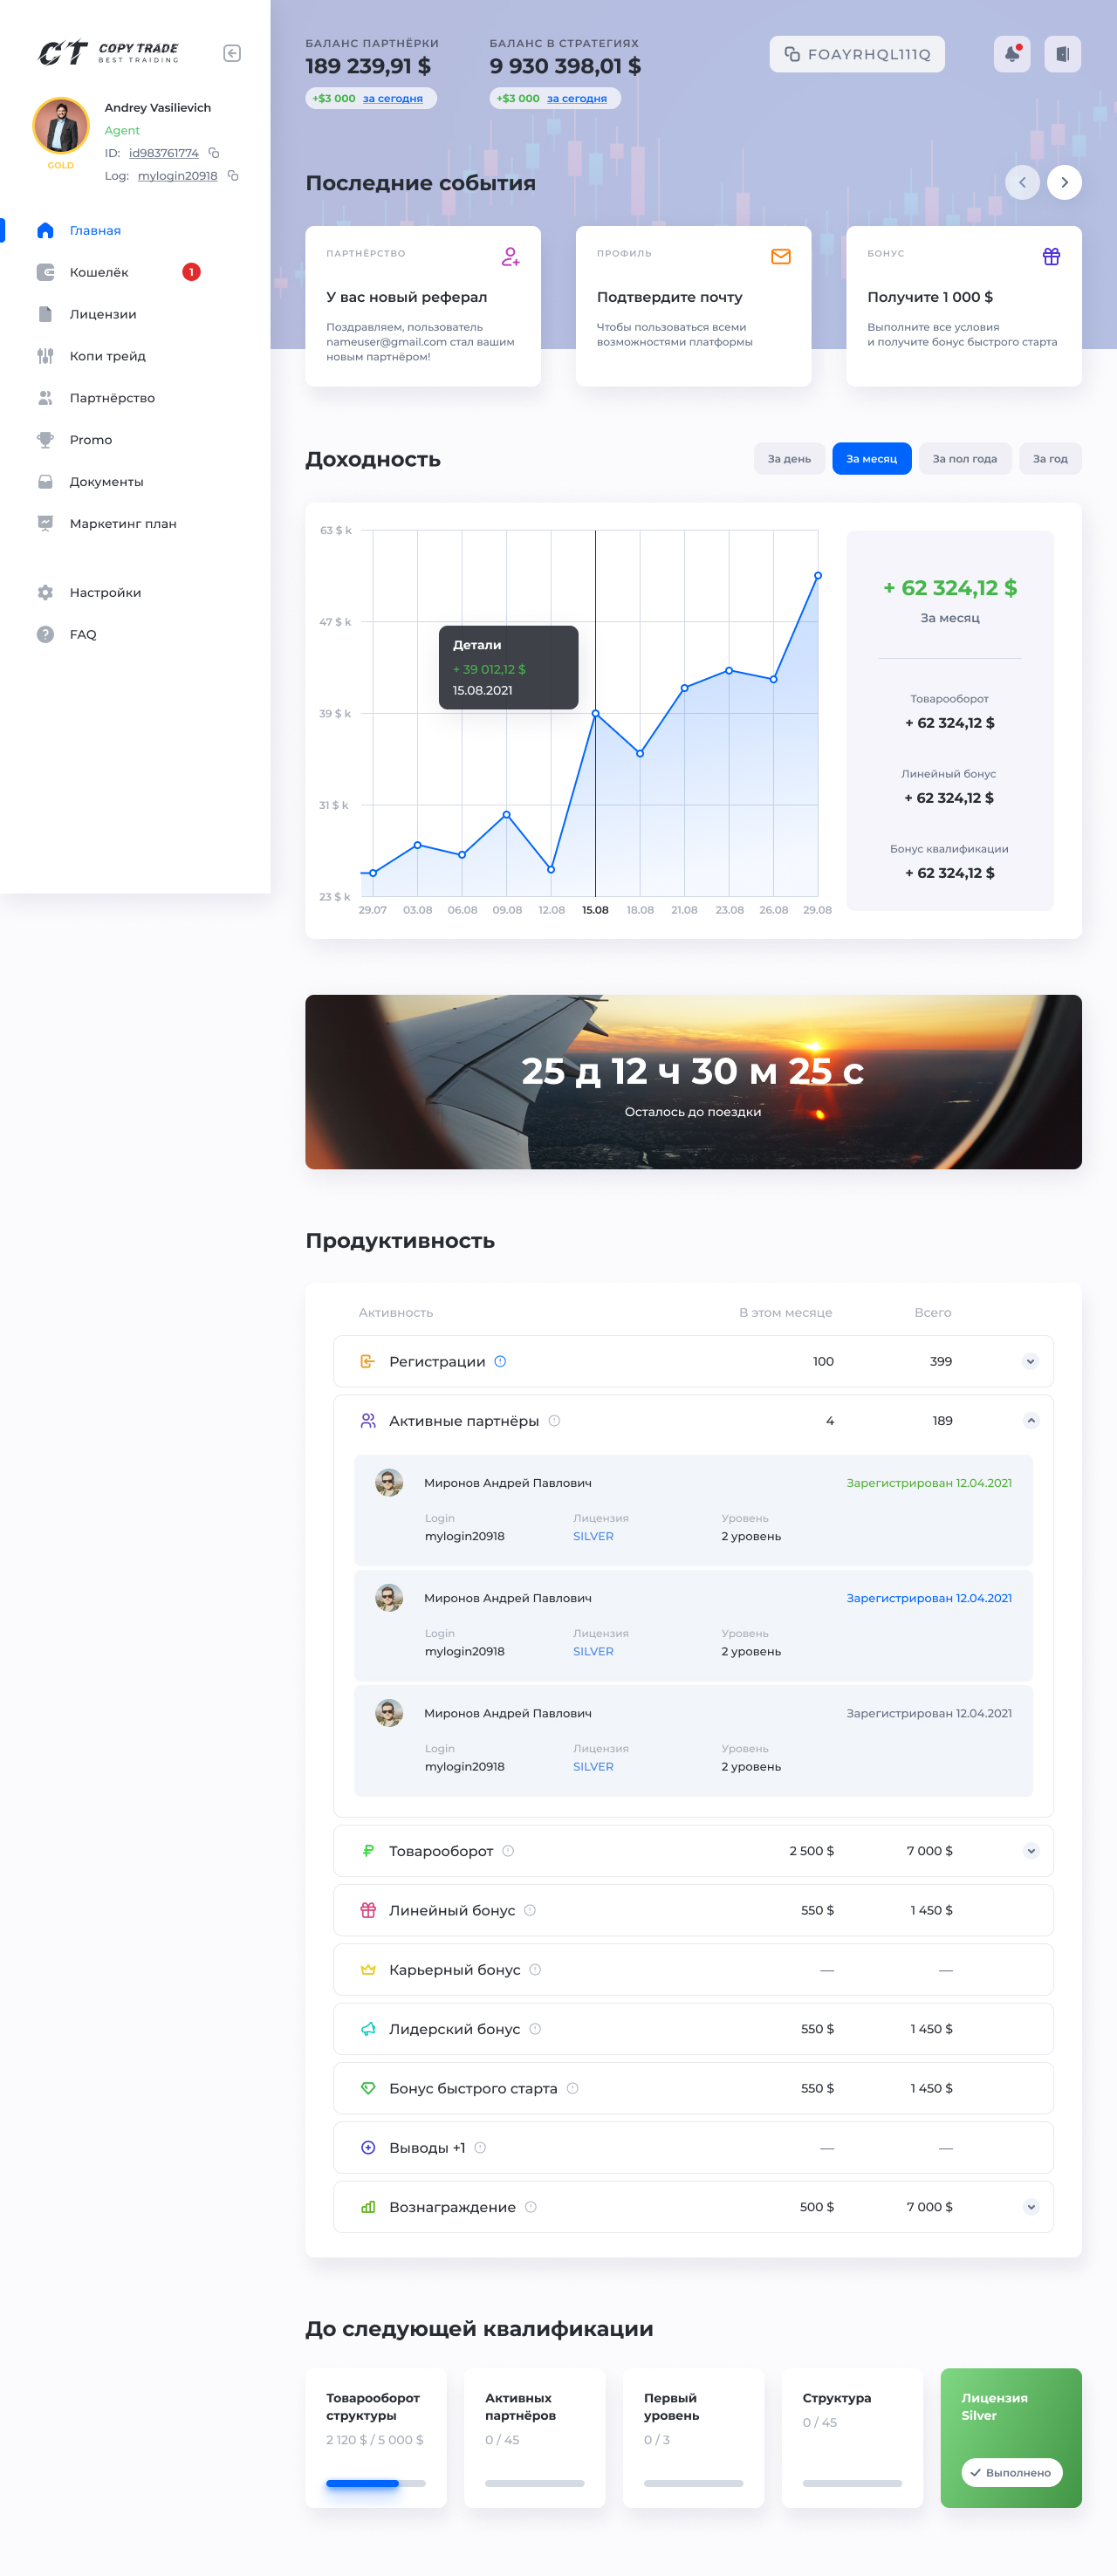 CT COPY TRADE
BEST TRAIDING
Andrey Vasilievich
Agent
GOLD
ID: id983761774
Log: mylogin20918
Главная
Кошелёк 1
Лицензии
Копи трейд
Партнёрство
Promo
Документы
Маркетинг план
Настройки
FAQ
БАЛАНС ПАРТНЁРКИ
189 239,91 $
+$3 000 за сегодня
БАЛАНС В СТРАТЕГИЯХ
9 930 398,01 $
+$3 000 за сегодня
FOAYRHQL111Q
Последние события
ПАРТНЁРСТВО
У вас новый реферал
Поздравляем, пользователь
nameuser@gmail.com стал вашим
новым партнёром!
ПРОФИЛЬ
Подтвердите почту
Чтобы пользоваться всеми
возможностями платформы
БОНУС
Получите 1 000 $
Выполните все условия
и получите бонус быстрого старта
Доходность
За день За месяц За пол года За год
63 $ k
47 $ k
39 $ k
31 $ k
23 $ k
Детали
+ 39 012,12 $
15.08.2021
29.07 03.08 06.08 09.08 12.08 15.08 18.08 21.08 23.08 26.08 29.08
+ 62 324,12 $
За месяц
Товарооборот
+ 62 324,12 $
Линейный бонус
+ 62 324,12 $
Бонус квалификации
+ 62 324,12 $
25 д 12 ч 30 м 25 с
Осталось до поездки
Продуктивность
Активность В этом месяце Всего
Регистрации 100 399
Активные партнёры 4 189
Миронов Андрей Павлович Зарегистрирован 12.04.2021
Login Лицензия Уровень
mylogin20918 SILVER 2 уровень
Миронов Андрей Павлович Зарегистрирован 12.04.2021
Login Лицензия Уровень
mylogin20918 SILVER 2 уровень
Миронов Андрей Павлович Зарегистрирован 12.04.2021
Login Лицензия Уровень
mylogin20918 SILVER 2 уровень
Товарооборот 2 500 $ 7 000 $
Линейный бонус 550 $ 1 450 $
Карьерный бонус — —
Лидерский бонус 550 $ 1 450 $
Бонус быстрого старта 550 $ 1 450 $
Выводы +1 — —
Вознаграждение 500 $ 7 000 $
До следующей квалификации
Товарооборот
структуры
2 120 $ / 5 000 $
Активных
партнёров
0 / 45
Первый
уровень
0 / 3
Структура
0 / 45
Лицензия
Silver
Выполнено